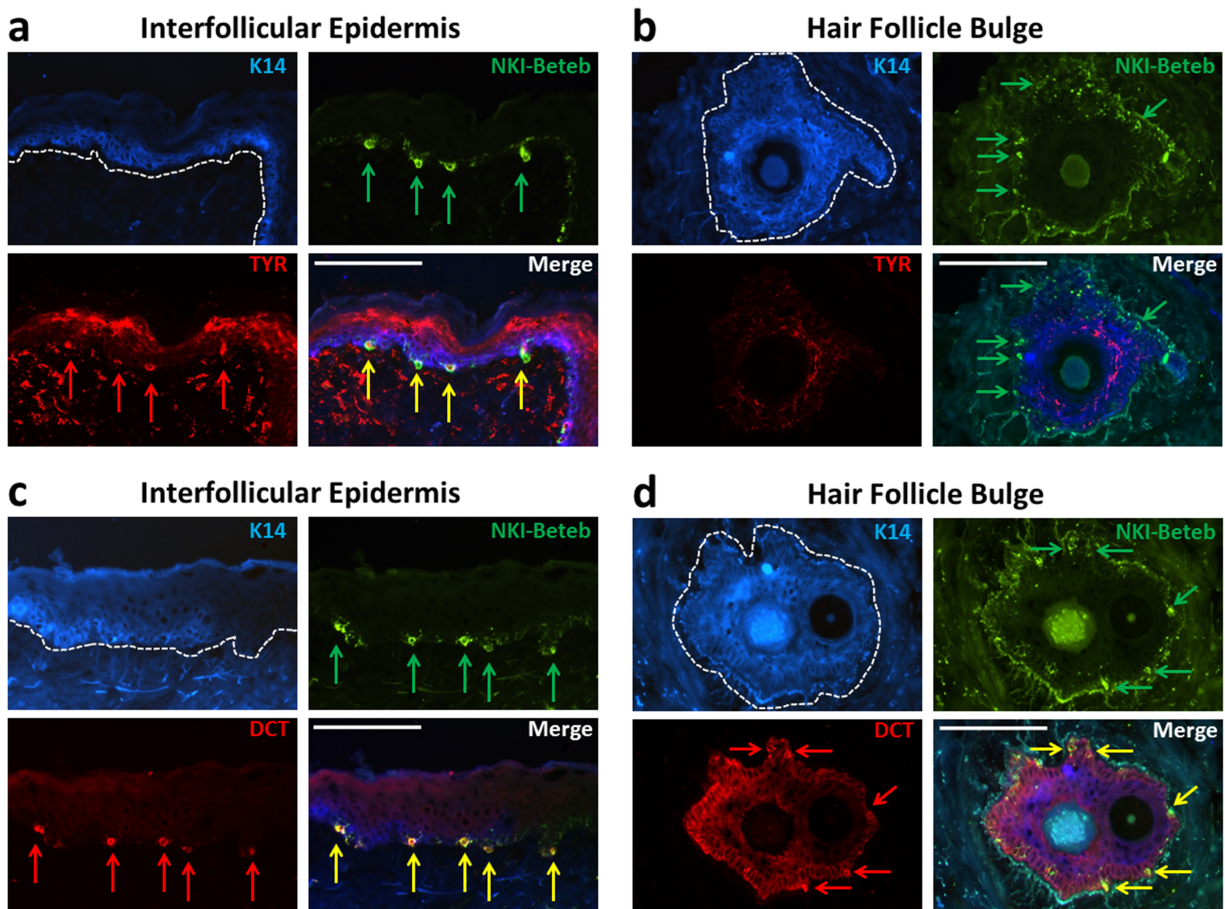 a Interfollicular Epidermis
K14
NKI-Beteb
TYR
Merge
b Hair Follicle Bulge
K14
NKI-Beteb
TYR
Merge
c Interfollicular Epidermis
K14
NKI-Beteb
DCT
Merge
d Hair Follicle Bulge
K14
NKI-Beteb
DCT
Merge